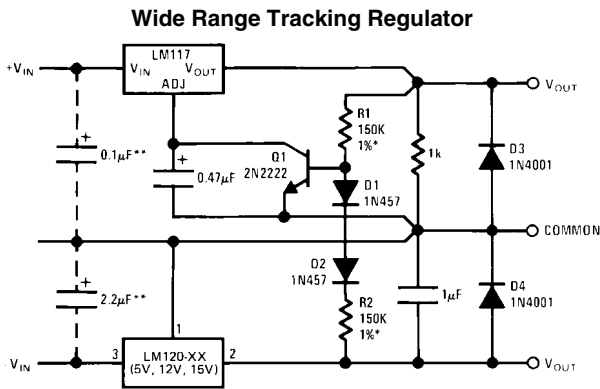 Wide Range Tracking Regulator
LM117
+VIN
VIN VOUT
ADJ
VOUT
R1
150K
1%*
0.1µF**
Q1
2N2222
1k
D3
1N4001
0.47µF
D1
1N457
COMMON
D2
1N457
2.2µF**
1µF
D4
1N4001
R2
150K
1%*
1
-VIN
3
LM120-XX
(5V, 12V, 15V)
2
VOUT